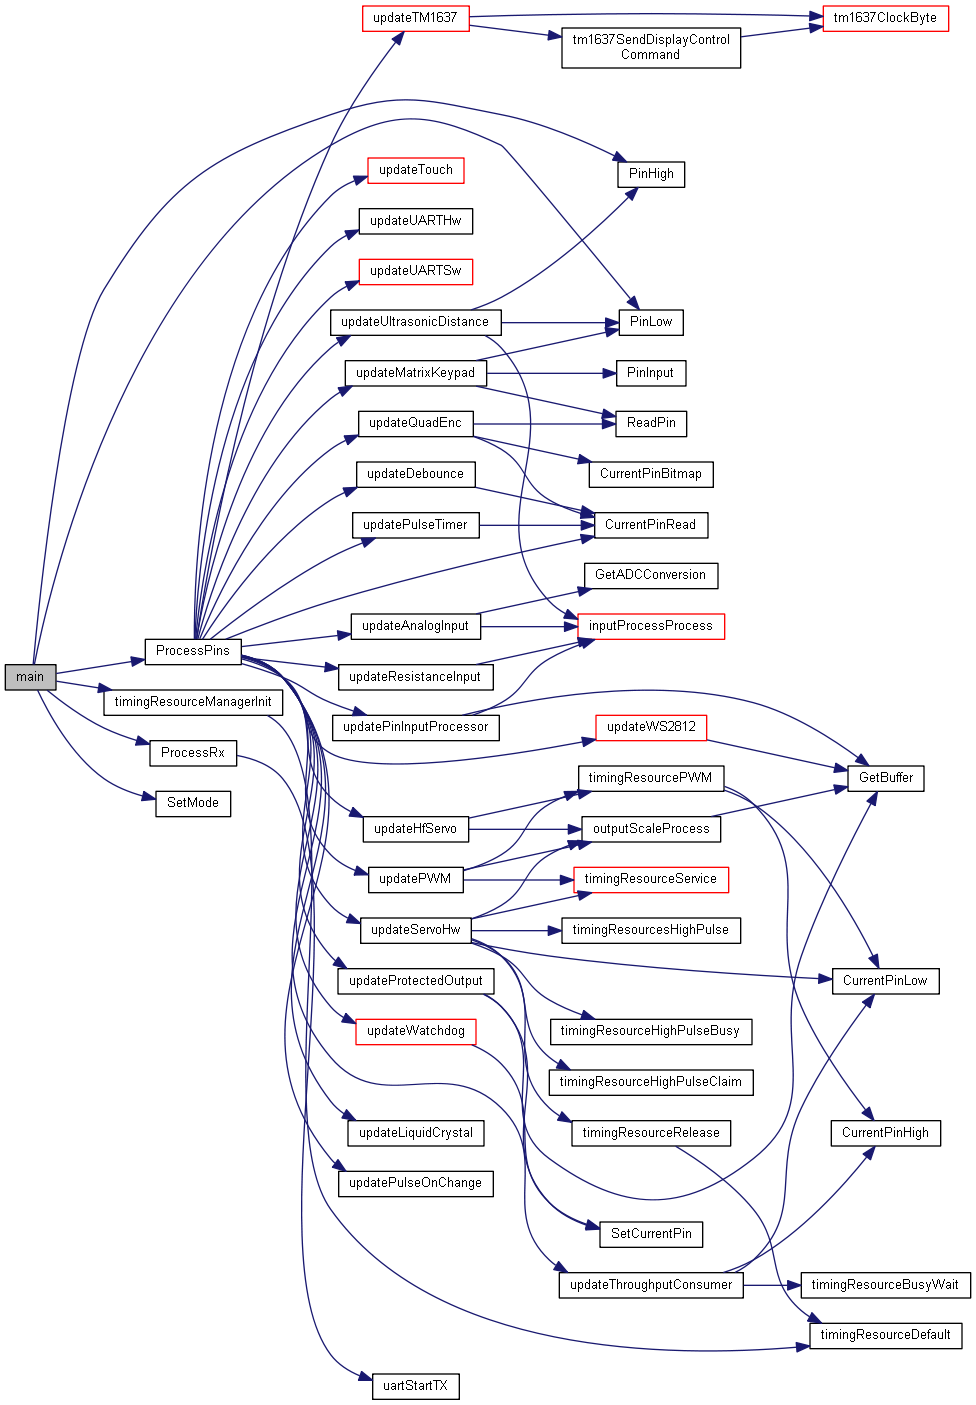 updateTM1637
tm1637ClockByte
tm1637SendDisplayControl
Command
updateTouch
PinHigh
updateUARTHw
updateUARTSw
updateUltrasonicDistance
PinLow
updateMatrixKeypad
PinInput
updateQuadEnc
ReadPin
updateDebounce
CurrentPinBitmap
updatePulseTimer
CurrentPinRead
GetADCConversion
updateAnalogInput
inputProcessProcess
ProcessPins
main
updateResistanceInput
timingResourceManagerInit
updatePinInputProcessor
updateWS2812
ProcessRx
timingResourcePWM
GetBuffer
SetMode
updateHfServo
outputScaleProcess
updatePWM
timingResourceService
updateServoHw
timingResourcesHighPulse
updateProtectedOutput
CurrentPinLow
updateWatchdog
timingResourceHighPulseBusy
timingResourceHighPulseClaim
updateLiquidCrystal
timingResourceRelease
CurrentPinHigh
updatePulseOnChange
SetCurrentPin
updateThroughputConsumer
timingResourceBusyWait
timingResourceDefault
uartStartTX